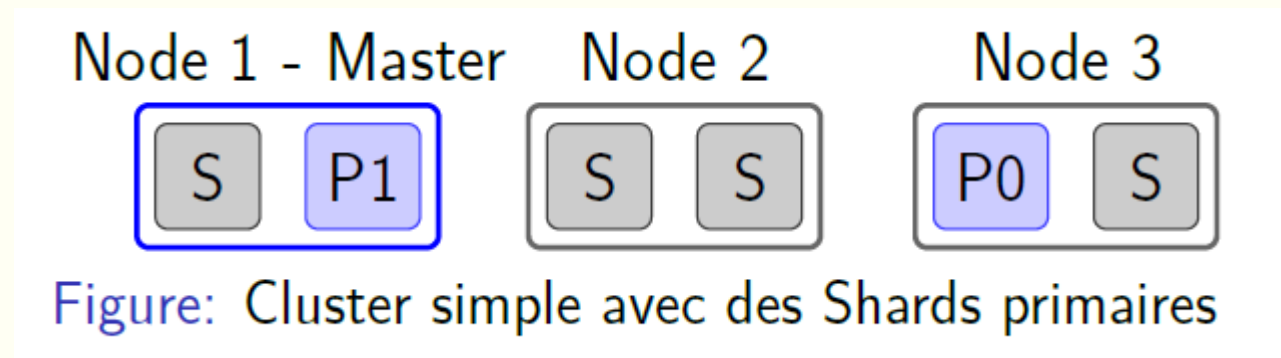 Node 1 - Master Node 2 Node 3
S P1 S S P0 S
Figure: Cluster simple avec des Shards primaires